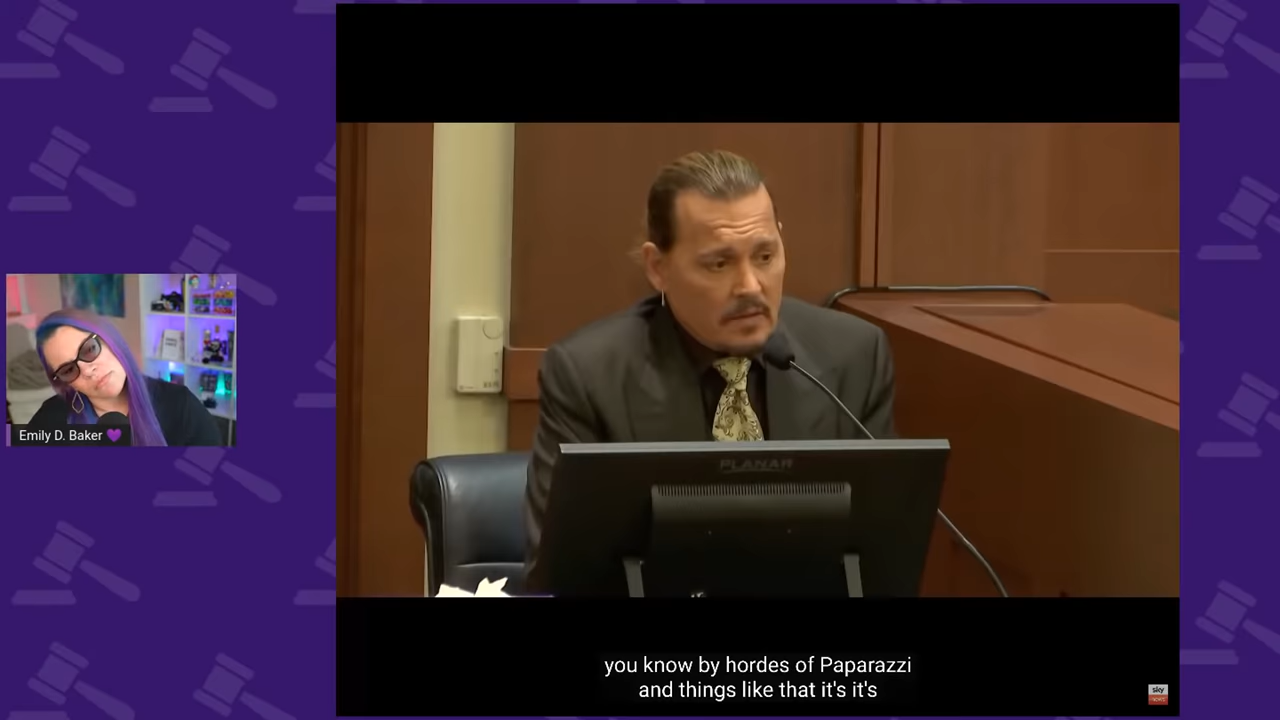 PLANAR
Emily D. Baker 💜
you know by hordes of Paparazzi
and things like that it's it's
sky